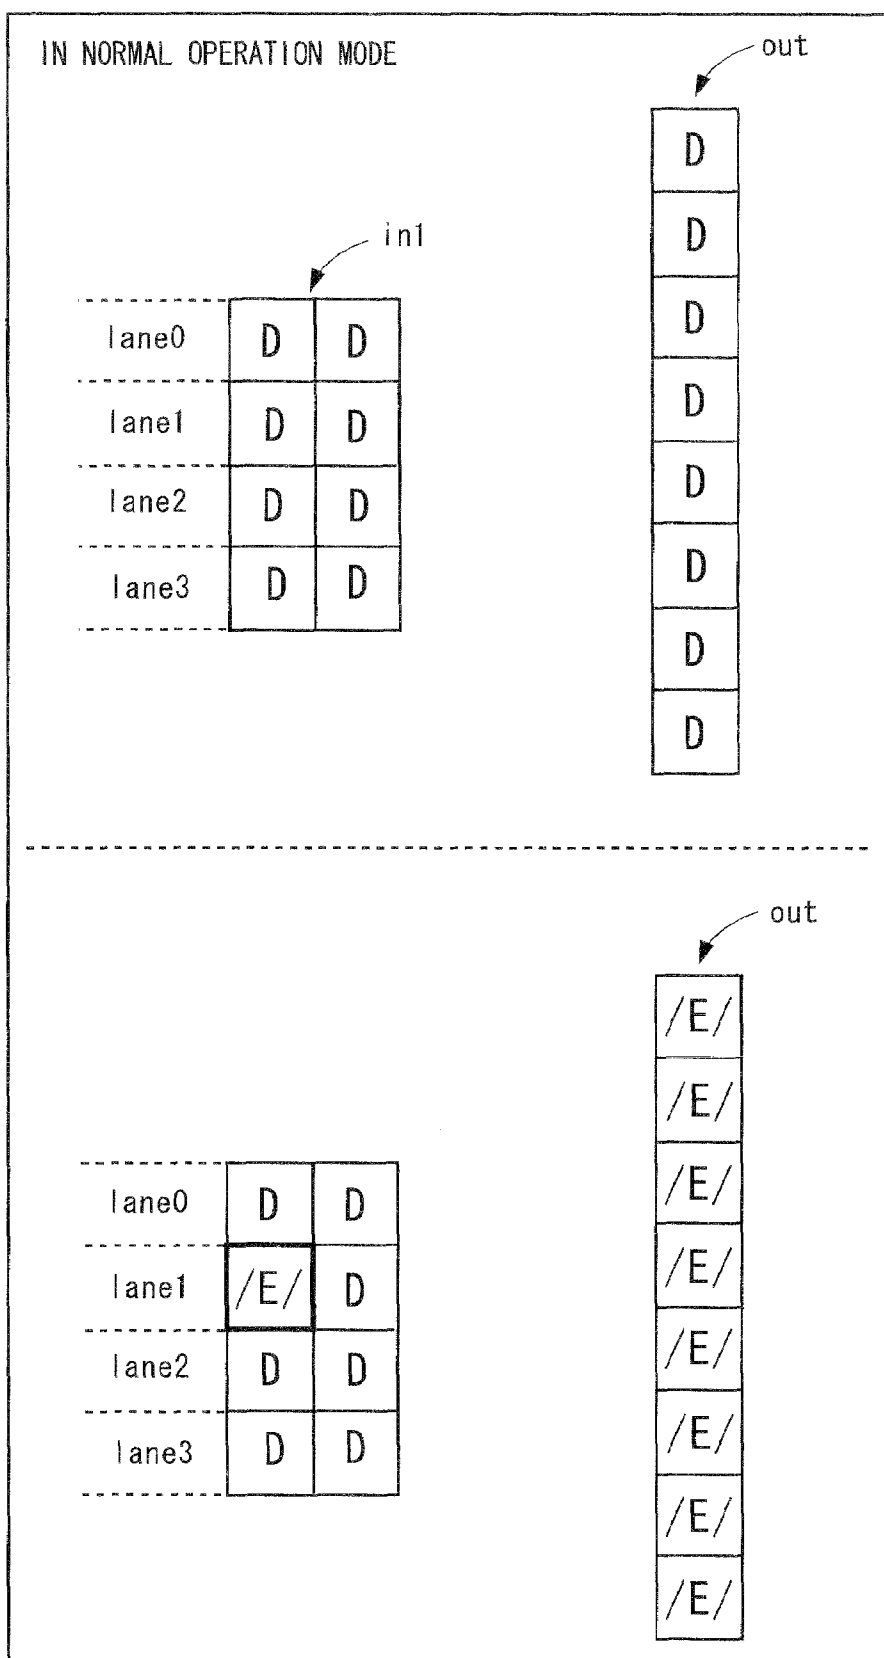 IN NORMAL OPERATION MODE
out
in1
lane0 D D
lane1 D D
lane2 D D
lane3 D D
D
D
D
D
D
D
D
D
out
lane0 D D
lane1 /E/ D
lane2 D D
lane3 D D
/E/
/E/
/E/
/E/
/E/
/E/
/E/
/E/